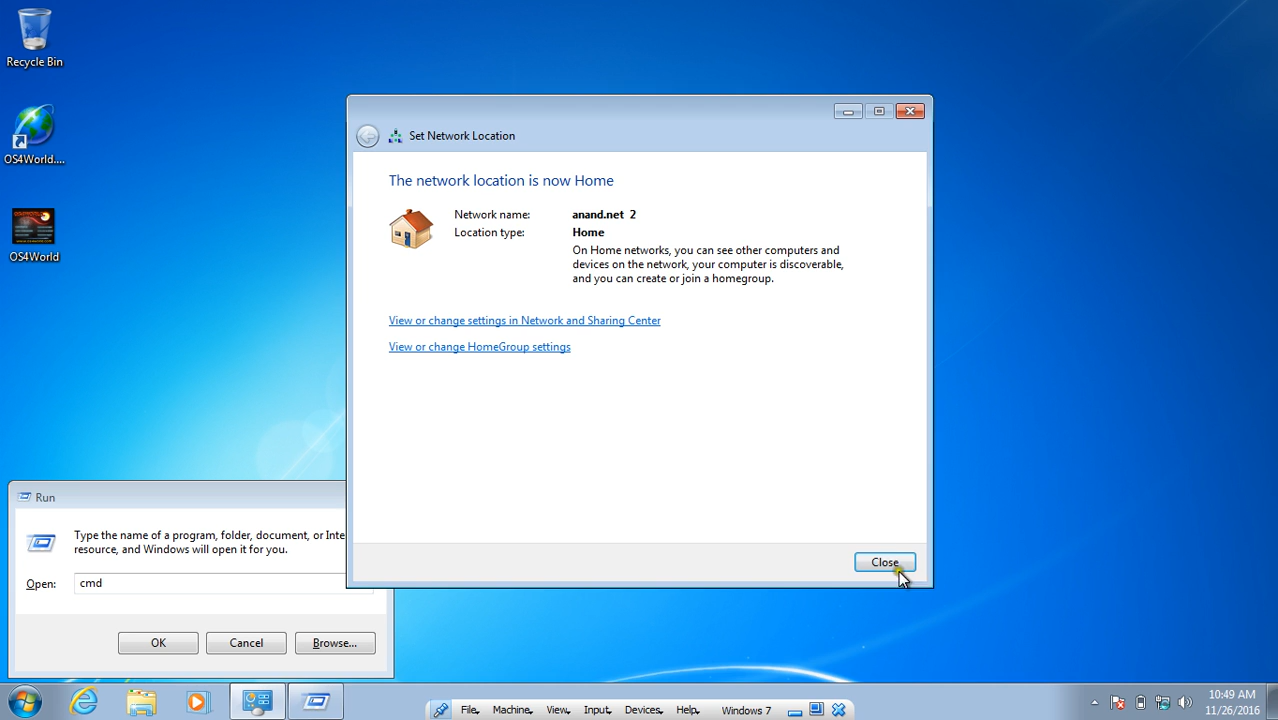 Recycle Bin
OS4World....
OS4World
Set Network Location
The network location is now Home
Network name: anand.net 2
Location type: Home
On Home networks, you can see other computers and
devices on the network, your computer is discoverable,
and you can create or join a homegroup.
View or change settings in Network and Sharing Center
View or change HomeGroup settings
Close
Run
Type the name of a program, folder, document, or Inte
resource, and Windows will open it for you.
Open: cmd
OK Cancel Browse...
File Machine View Input Devices Help Windows 7
10:49 AM
11/26/2016